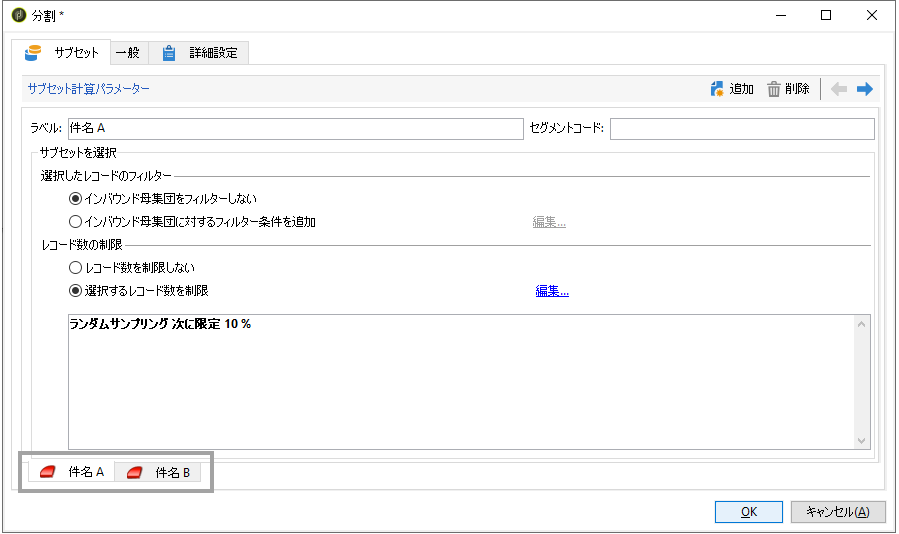 分割 *
サブセット 一般 詳細設定
サブセット計算パラメーター 追加 削除
ラベル: 件名 A セグメントコード:
サブセットを選択
選択したレコードのフィルター
インバウンド母集団をフィルターしない
インバウンド母集団に対するフィルター条件を追加 編集...
レコード数の制限
レコード数を制限しない
選択するレコード数を制限 編集...
ランダムサンプリング 次に限定 10 %
件名 A 件名 B
OK キャンセル(A)